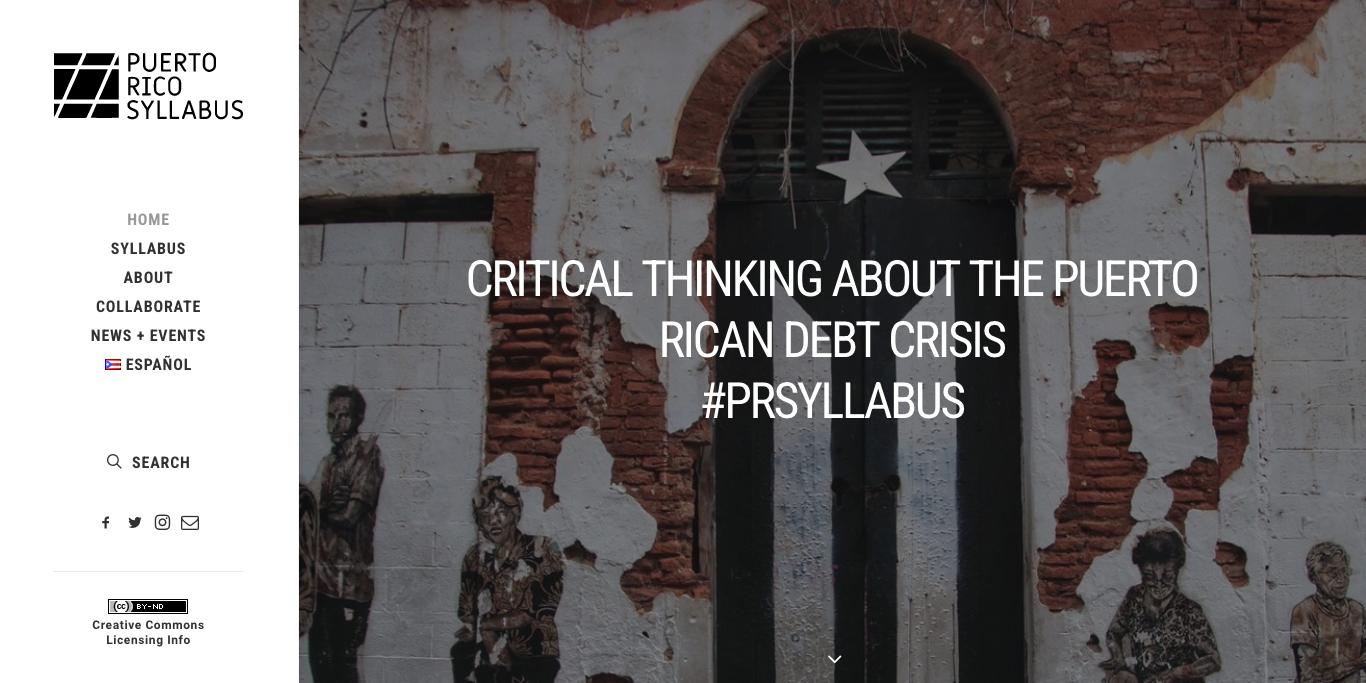 PUERTO
RICO
SYLLABUS
HOME
SYLLABUS
ABOUT
COLLABORATE
NEWS + EVENTS
ESPAÑOL
SEARCH
cc BY-ND
Creative Commons
Licensing Info
CRITICAL THINKING ABOUT THE PUERTO
RICAN DEBT CRISIS
#PRSYLLABUS